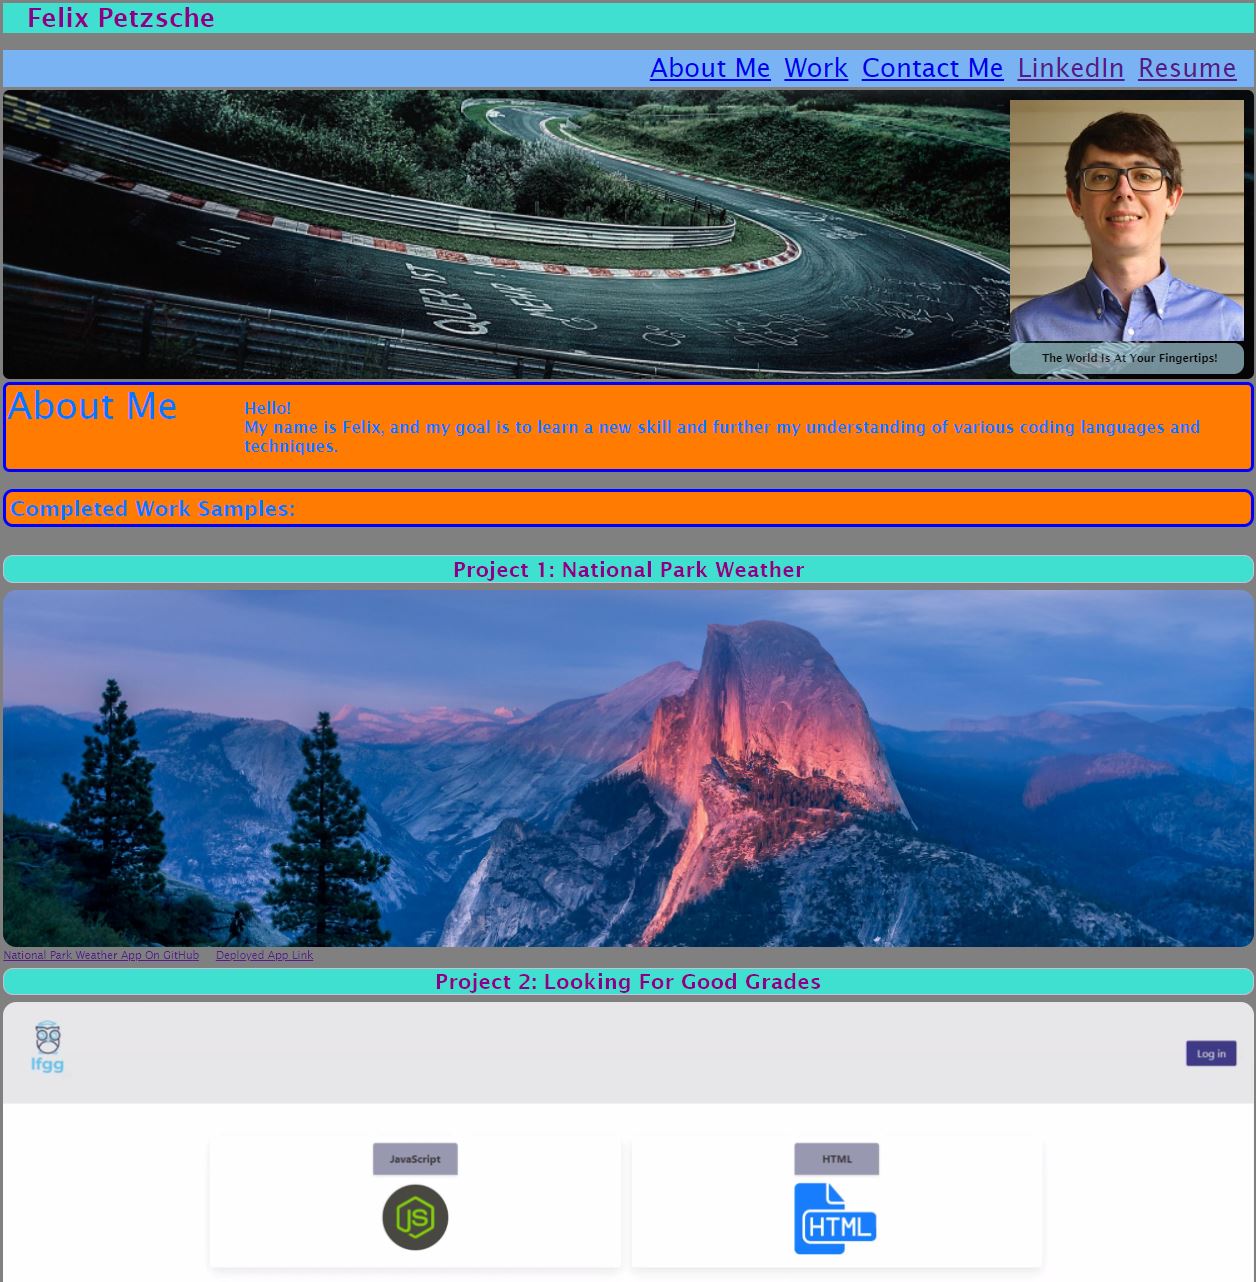 Felix Petzsche
About Me Work Contact Me LinkedIn Resume
QUER IST
MEHR !
The World Is At Your Fingertips!
About Me
Hello!
My name is Felix, and my goal is to learn a new skill and further my understanding of various coding languages and
techniques.
Completed Work Samples:
Project 1: National Park Weather
National Park Weather App On GitHub Deployed App Link
Project 2: Looking For Good Grades
lfgg
Log in
JavaScript
HTML
JS
HTML